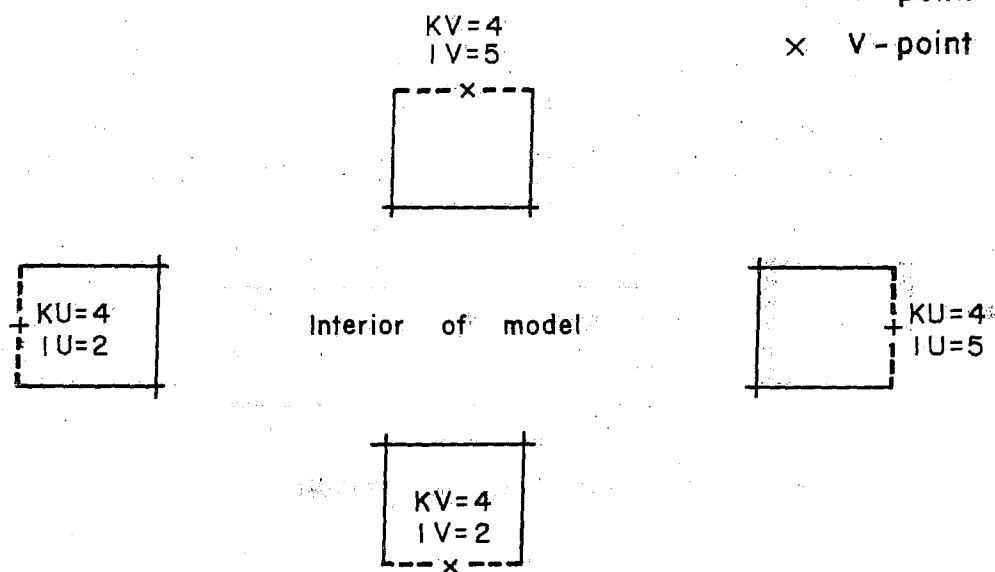 KV=4
IV=5
× V-point
KU=4
IU=2
Interior of model
KU=4
IU=5
KV=4
IV=2